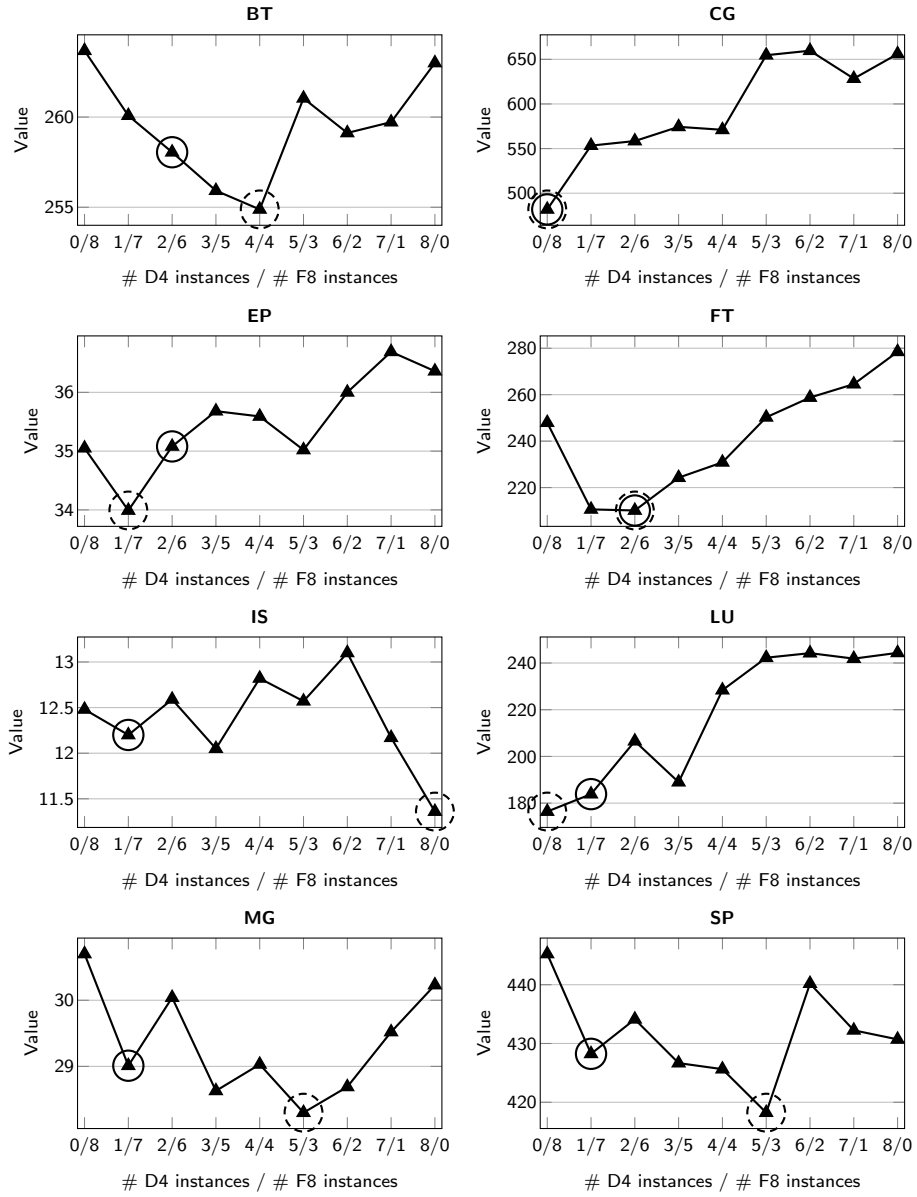 BT
Value
260
255
0/8 1/7 2/6 3/5 4/4 5/3 6/2 7/1 8/0
# D4 instances / # F8 instances
CG
Value
650
600
550
500
0/8 1/7 2/6 3/5 4/4 5/3 6/2 7/1 8/0
# D4 instances / # F8 instances
EP
Value
36
35
34
0/8 1/7 2/6 3/5 4/4 5/3 6/2 7/1 8/0
# D4 instances / # F8 instances
FT
Value
280
260
240
220
0/8 1/7 2/6 3/5 4/4 5/3 6/2 7/1 8/0
# D4 instances / # F8 instances
IS
Value
13
12.5
12
11.5
0/8 1/7 2/6 3/5 4/4 5/3 6/2 7/1 8/0
# D4 instances / # F8 instances
LU
Value
240
220
200
180
0/8 1/7 2/6 3/5 4/4 5/3 6/2 7/1 8/0
# D4 instances / # F8 instances
MG
Value
30
29
0/8 1/7 2/6 3/5 4/4 5/3 6/2 7/1 8/0
# D4 instances / # F8 instances
SP
Value
440
430
420
0/8 1/7 2/6 3/5 4/4 5/3 6/2 7/1 8/0
# D4 instances / # F8 instances